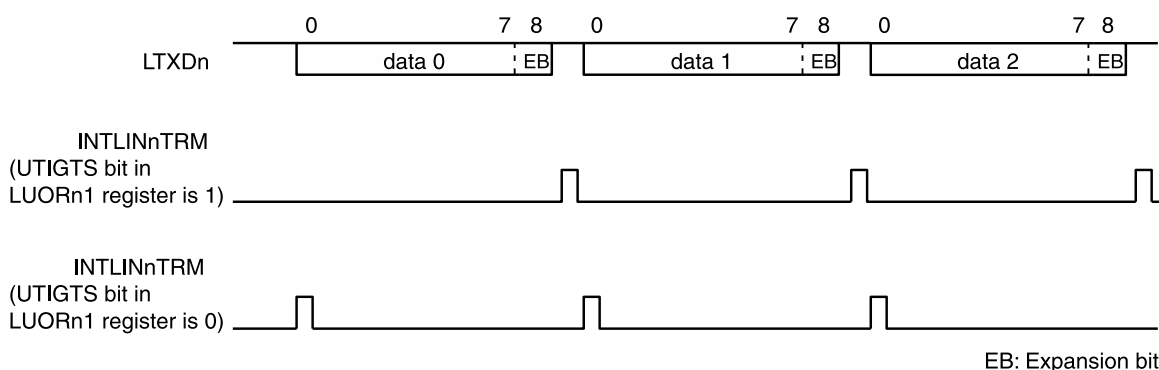 0 7 8 0 7 8 0 7 8
LTXDn data 0 EB data 1 EB data 2 EB
INTLINnTRM
(UTIGTS bit in
LUORn1 register is 1)
INTLINnTRM
(UTIGTS bit in
LUORn1 register is 0)
EB: Expansion bit